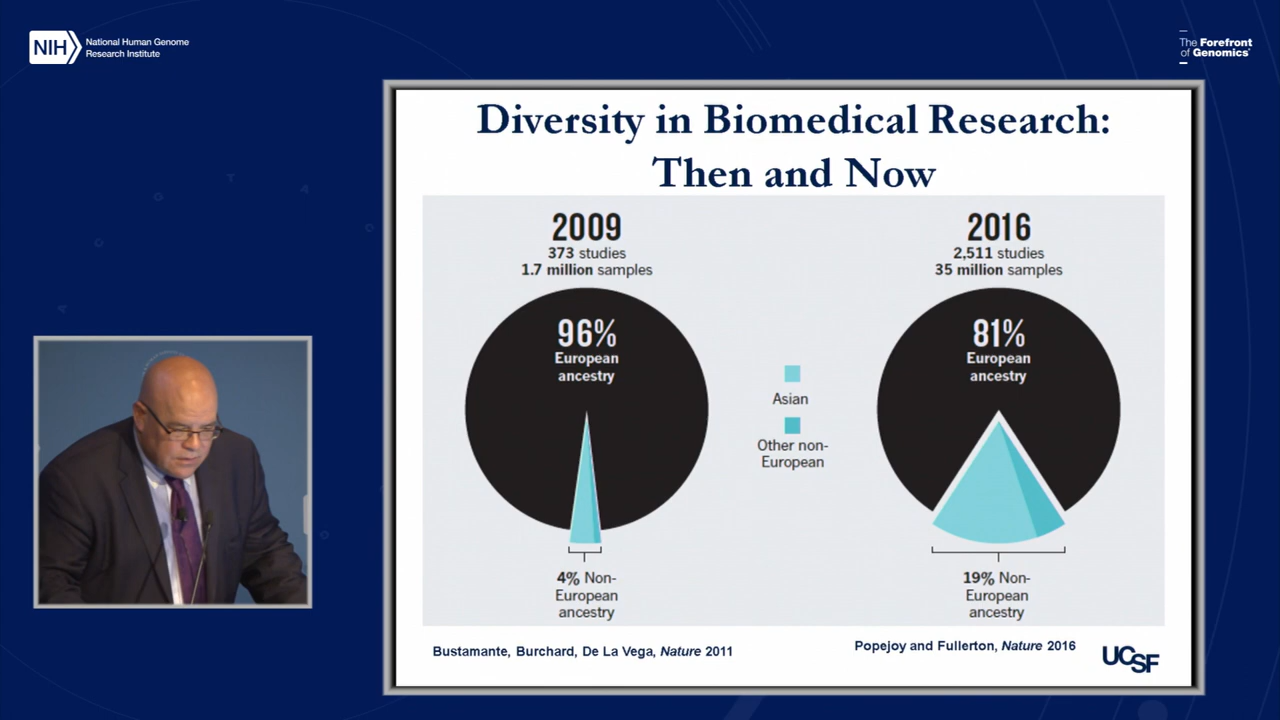 NIH
National Human Genome
Research Institute
The Forefront
of Genomics®
Diversity in Biomedical Research:
Then and Now
2009
373 studies
1.7 million samples
96%
European
ancestry
4% Non-
European
ancestry
Asian
Other non-
European
2016
2,511 studies
35 million samples
81%
European
ancestry
19% Non-
European
ancestry
Bustamante, Burchard, De La Vega, Nature 2011
Popejoy and Fullerton, Nature 2016
UCSF